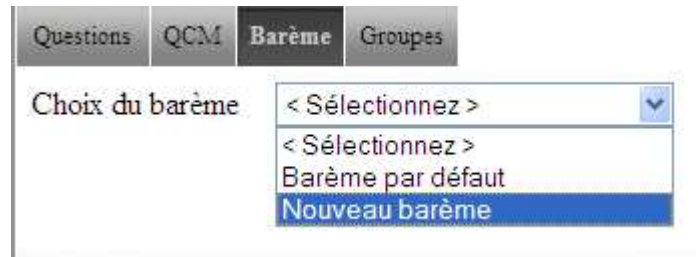 Questions QCM Barème Groupes
Choix du barème < Sélectionnez >
< Sélectionnez >
Barème par défaut
Nouveau barème